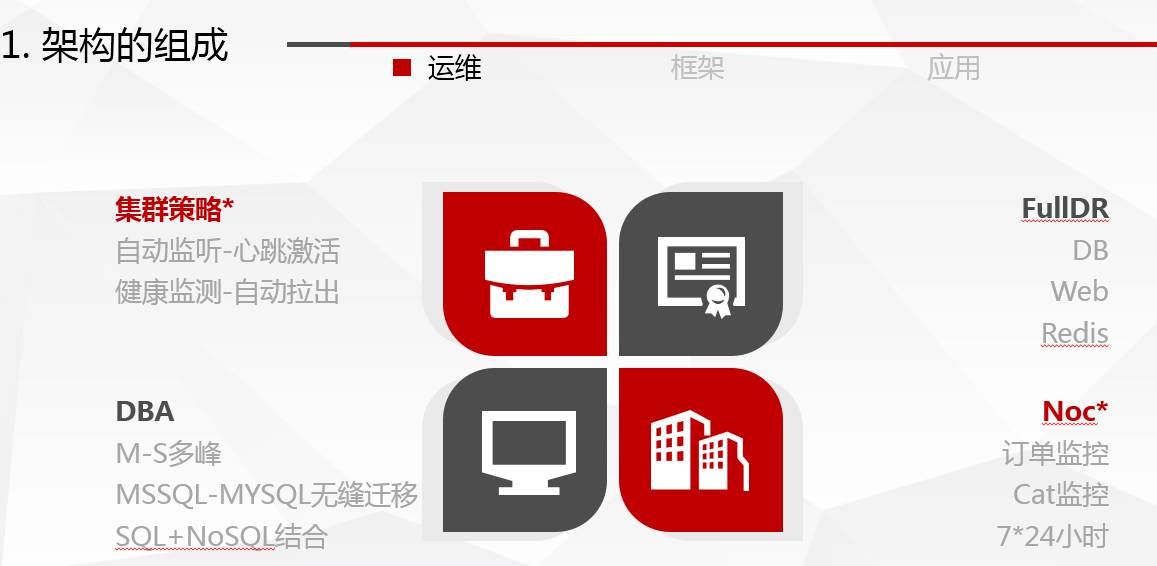 1. 架构的组成
运维
框架
应用
集群策略*
自动监听-心跳激活
健康监测-自动拉出
FullDR
DB
Web
Redis
DBA
M-S多峰
MSSQL-MYSQL无缝迁移
SQL+NoSQL结合
Noc*
订单监控
Cat监控
7*24小时